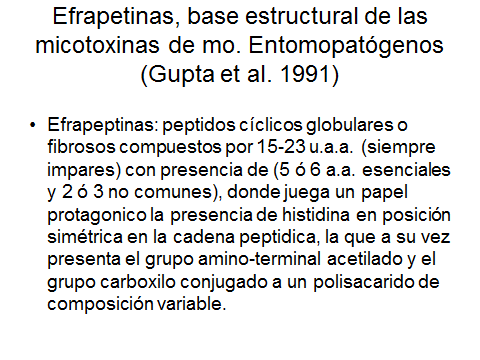 Efrapetinas, base estructural de las
micotoxinas de mo. Entomopatógenos
(Gupta et al. 1991)
• Efrapeptinas: peptidos cíclicos globulares o
fibrosos compuestos por 15-23 u.a.a. (siempre
impares) con presencia de (5 ó 6 a.a. esenciales
y 2 ó 3 no comunes), donde juega un papel
protagonico la presencia de histidina en posición
simétrica en la cadena peptidica, la que a su vez
presenta el grupo amino-terminal acetilado y el
grupo carboxilo conjugado a un polisacarido de
composición variable.